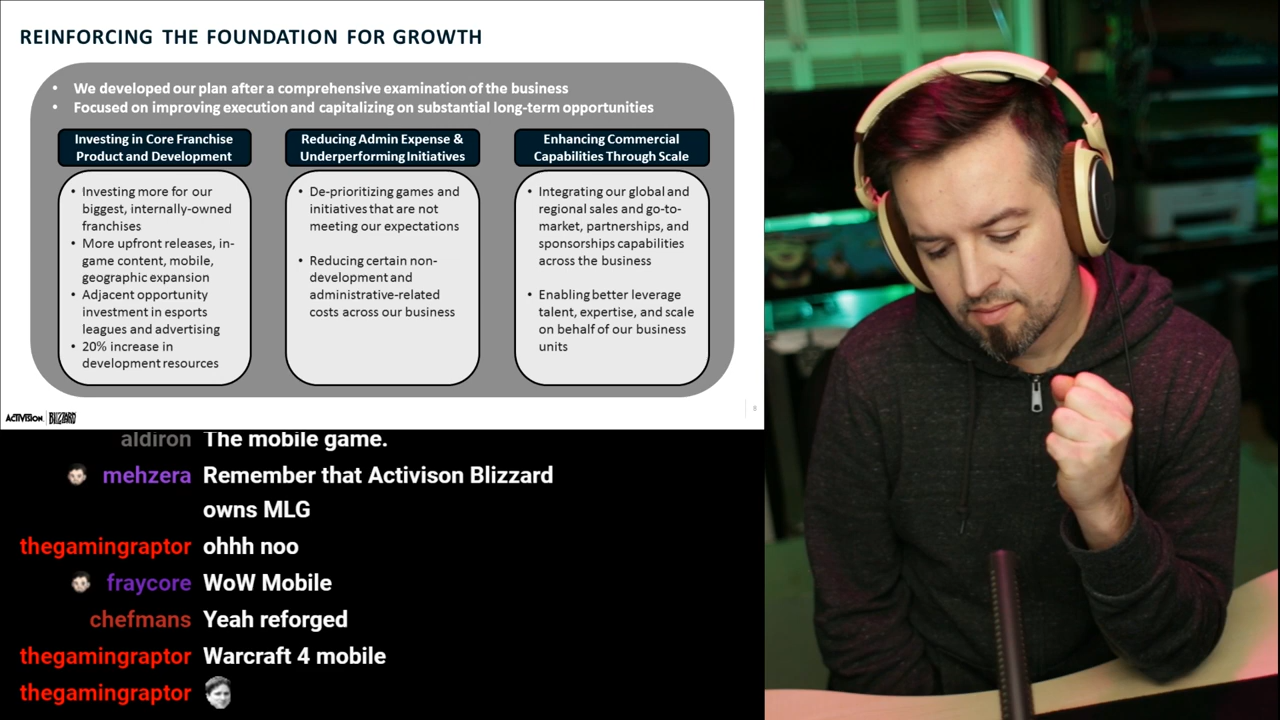 REINFORCING THE FOUNDATION FOR GROWTH
• We developed our plan after a comprehensive examination of the business
• Focused on improving execution and capitalizing on substantial long-term opportunities
Investing in Core Franchise
Product and Development
• Investing more for our
biggest, internally-owned
franchises
• More upfront releases, in-
game content, mobile,
geographic expansion
• Adjacent opportunity
investment in esports
leagues and advertising
• 20% increase in
development resources
Reducing Admin Expense &
Underperforming Initiatives
• De-prioritizing games and
initiatives that are not
meeting our expectations
• Reducing certain non-
development and
administrative-related
costs across our business
Enhancing Commercial
Capabilities Through Scale
• Integrating our global and
regional sales and go-to-
market, partnerships, and
sponsorships capabilities
across the business
• Enabling better leverage
talent, expertise, and scale
on behalf of our business
units
ACTIVISION | BLIZZARD
8
aldiron The mobile game.
mehzera Remember that Activison Blizzard
owns MLG
thegamingraptor ohhh noo
fraycore WoW Mobile
chefmans Yeah reforged
thegamingraptor Warcraft 4 mobile
thegamingraptor